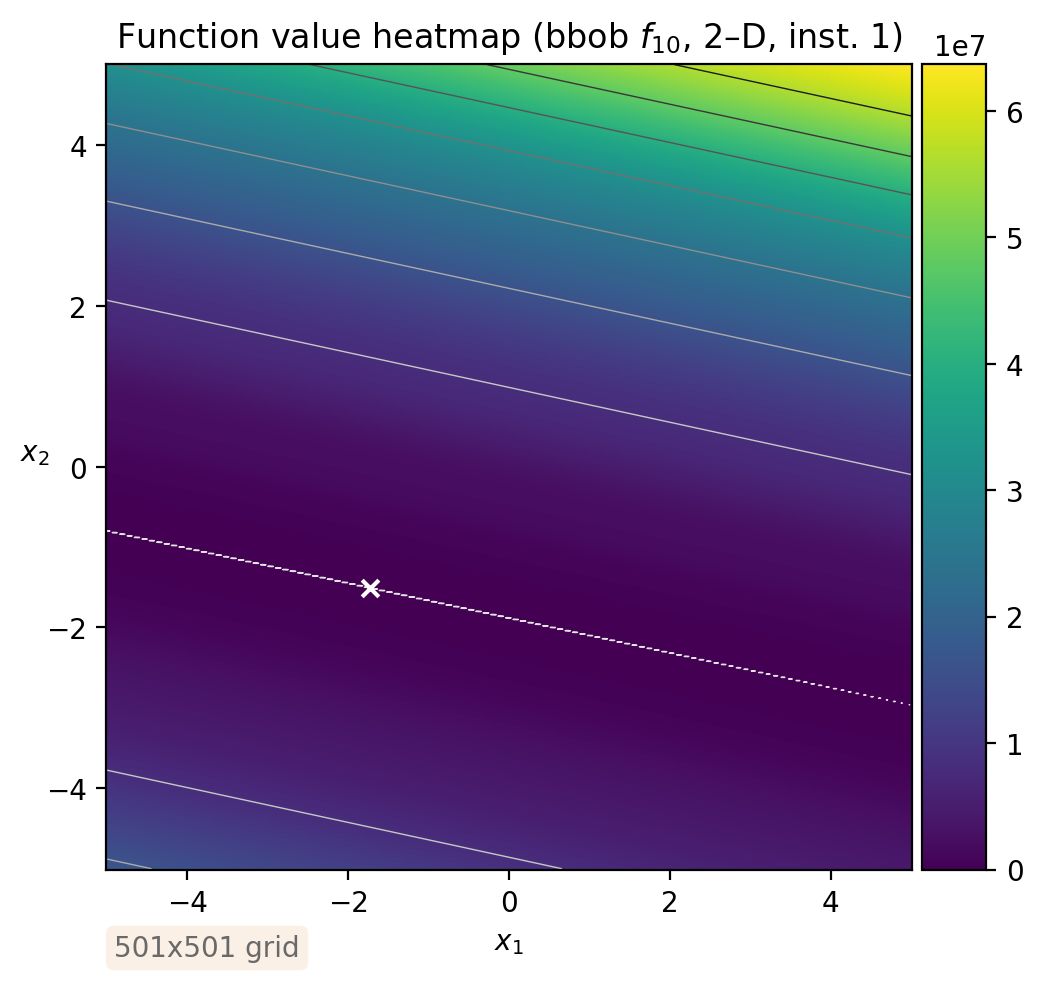 Function value heatmap (bbob f₁₀, 2–D, inst. 1)
1e7
6
5
4
3
2
1
0
x₂
4
2
0
−2
−4
−4 −2 0 2 4
x₁
501x501 grid